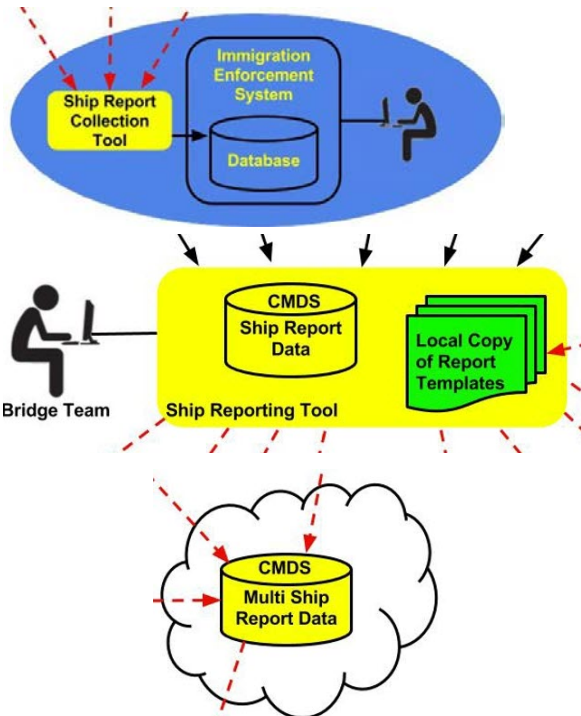 Immigration
Enforcement
System
Ship Report
Collection
Tool
Database
CMDS
Ship Report
Data
Local Copy
of Report
Templates
Bridge Team
Ship Reporting Tool
CMDS
Multi Ship
Report Data